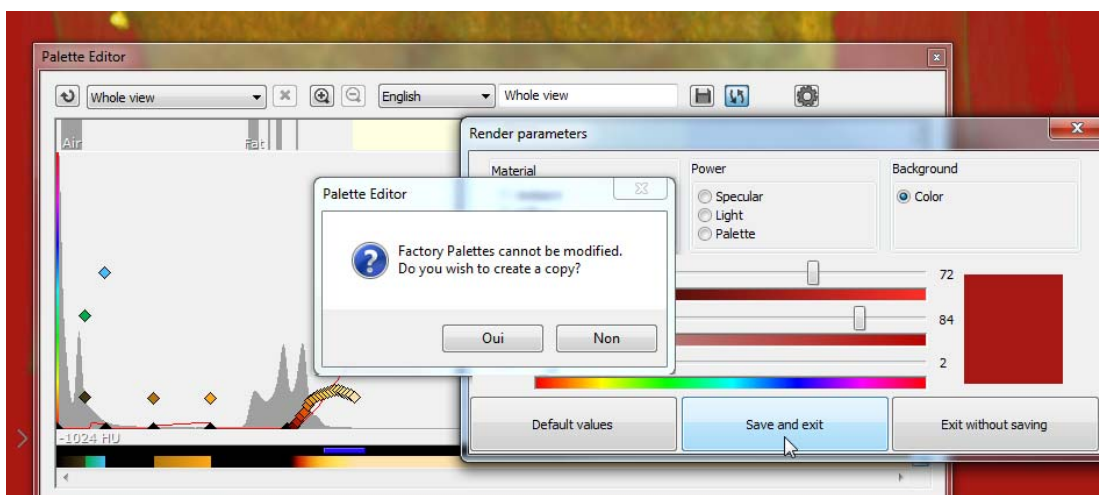 Palette Editor
Whole view
English
Whole view
Air
Fat
-1024 HU
Render parameters
Material
Power
Background
Specular
Light
Palette
Color
72
84
2
Default values
Save and exit
Exit without saving
Palette Editor
Factory Palettes cannot be modified.
Do you wish to create a copy?
Oui
Non